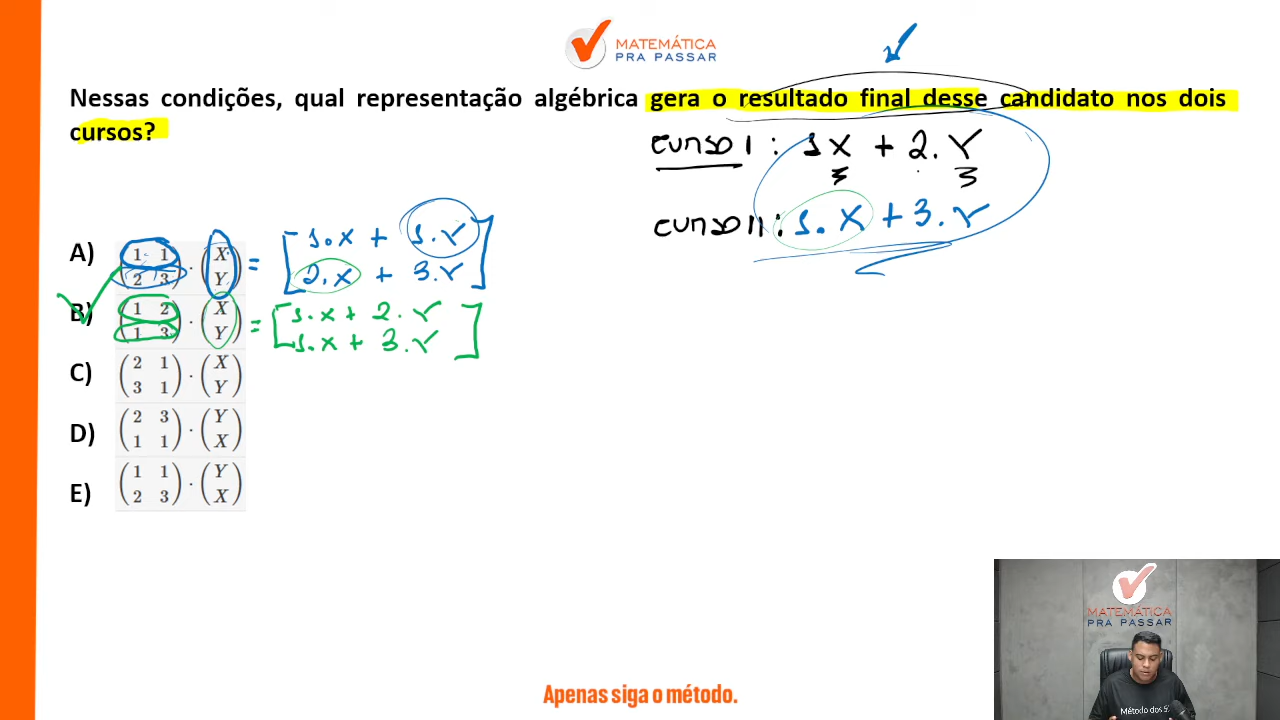 MATEMÁTICA
PRA PASSAR
Nessas condições, qual representação algébrica gera o resultado final desse candidato nos dois
cursos?
curso I : 1X + 2.Y
curso II : 1.X + 3.Y
A) (1 1 2 3) · (X Y) = [1.X + 1.Y
2.X + 3.Y]
B) (1 2 1 3) · (X Y) = [1.X + 2.Y
1.X + 3.Y]
C) (2 1 3 1) · (X Y)
D) (2 3 1 1) · (Y X)
E) (1 1 2 3) · (Y X)
MATEMÁTICA
PRA PASSAR
Apenas siga o método.